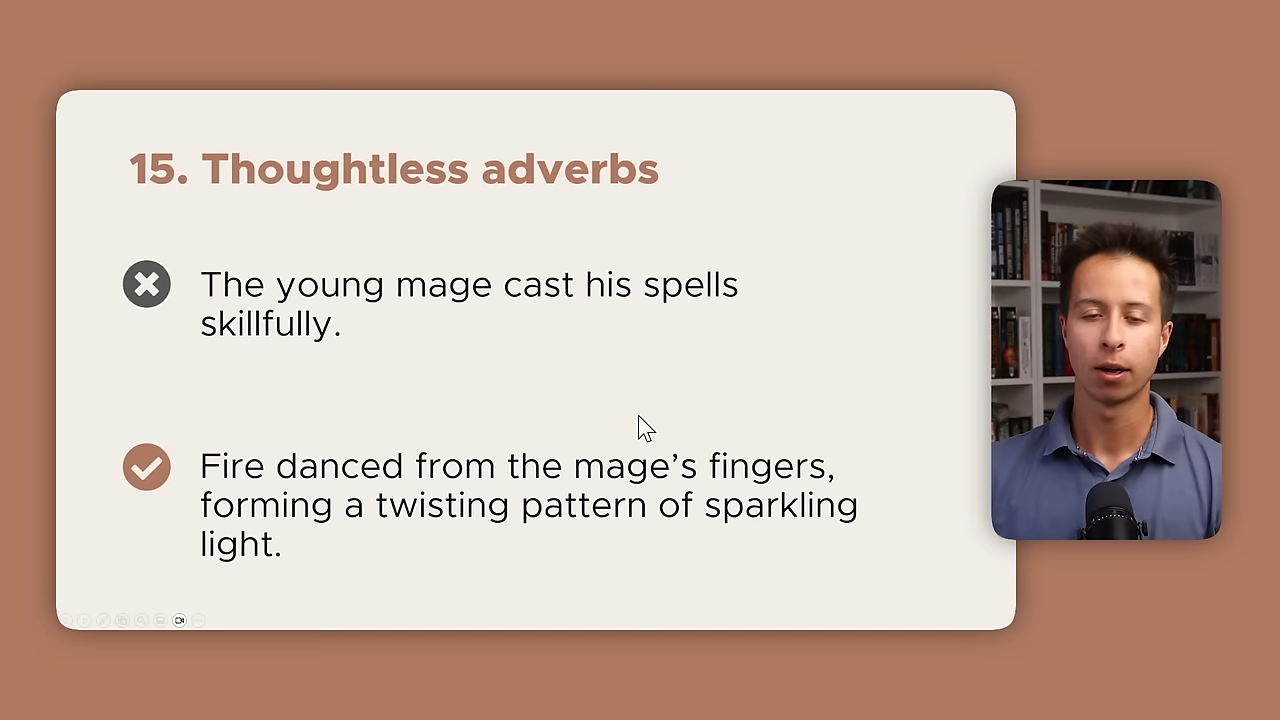 15. Thoughtless adverbs
The young mage cast his spells
skillfully.
Fire danced from the mage’s fingers,
forming a twisting pattern of sparkling
light.